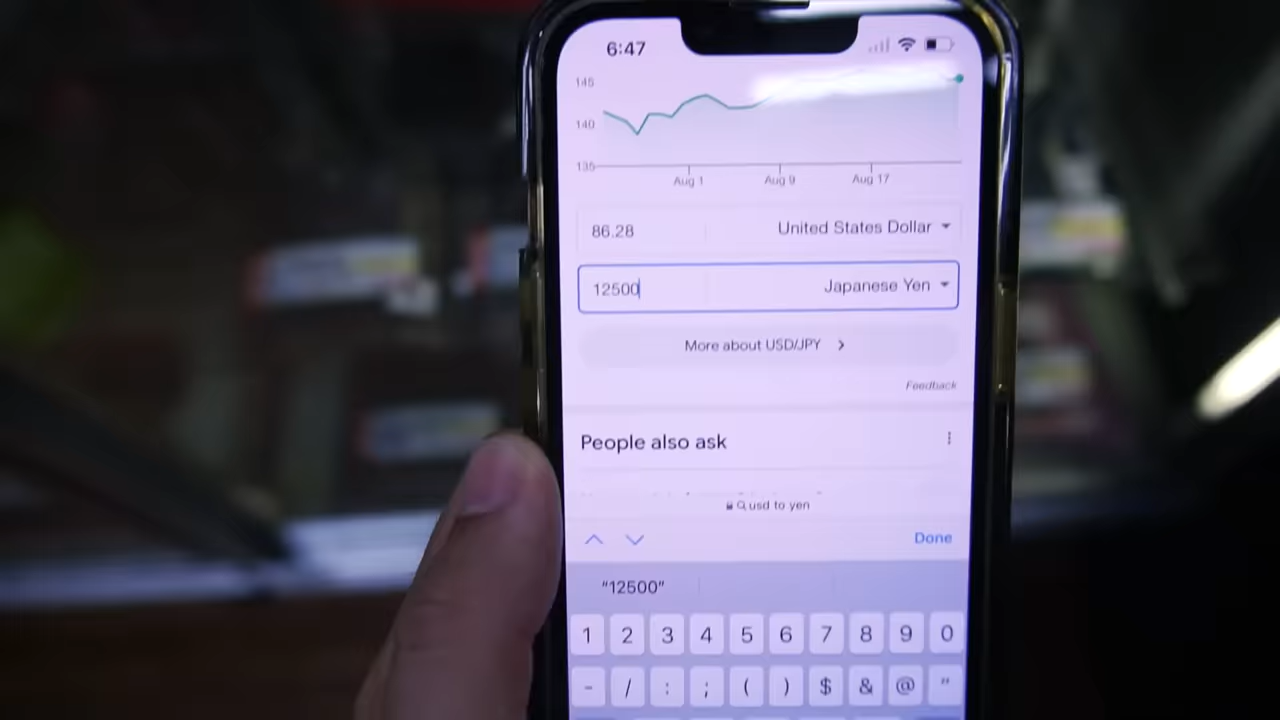 6:47
145
140
135
Aug 1 Aug 9 Aug 17
86.28 United States Dollar
12500 Japanese Yen
More about USD/JPY >
Feedback
People also ask
usd to yen
Done
"12500"
1 2 3 4 5 6 7 8 9 0
- / : ; ( ) $ & @ "